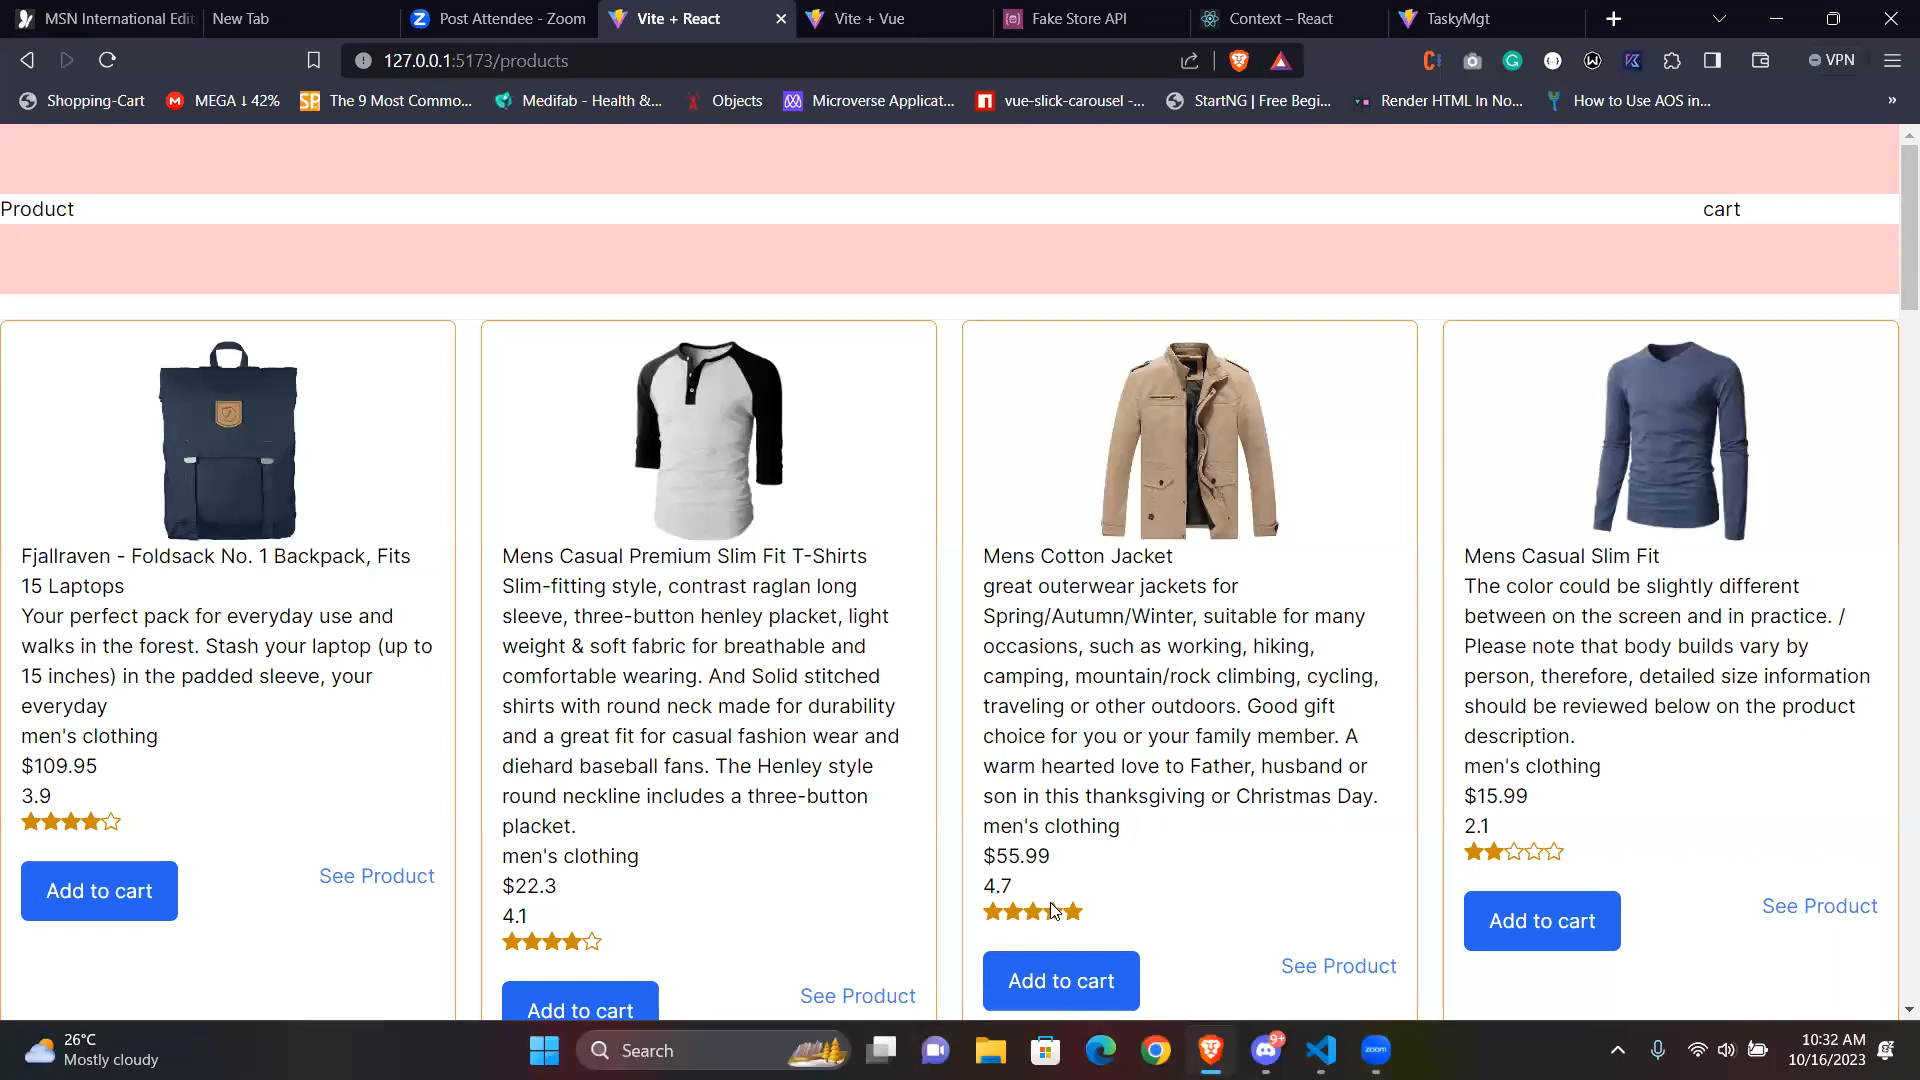 MSN International Edit
New Tab
Post Attendee - Zoom
Vite + React
Vite + Vue
Fake Store API
Context – React
TaskyMgt
127.0.0.1:5173/products
VPN
Shopping-Cart
MEGA ↓ 42%
The 9 Most Commo...
Medifab - Health &...
Objects
Microverse Applicat...
vue-slick-carousel -...
StartNG | Free Begi...
Render HTML In No...
How to Use AOS in...
»
Product
cart
Fjallraven - Foldsack No. 1 Backpack, Fits
15 Laptops
Your perfect pack for everyday use and
walks in the forest. Stash your laptop (up to
15 inches) in the padded sleeve, your
everyday
men's clothing
$109.95
3.9
Add to cart
See Product
Mens Casual Premium Slim Fit T-Shirts
Slim-fitting style, contrast raglan long
sleeve, three-button henley placket, light
weight & soft fabric for breathable and
comfortable wearing. And Solid stitched
shirts with round neck made for durability
and a great fit for casual fashion wear and
diehard baseball fans. The Henley style
round neckline includes a three-button
placket.
men's clothing
$22.3
4.1
Add to cart
See Product
Mens Cotton Jacket
great outerwear jackets for
Spring/Autumn/Winter, suitable for many
occasions, such as working, hiking,
camping, mountain/rock climbing, cycling,
traveling or other outdoors. Good gift
choice for you or your family member. A
warm hearted love to Father, husband or
son in this thanksgiving or Christmas Day.
men's clothing
$55.99
4.7
Add to cart
See Product
Mens Casual Slim Fit
The color could be slightly different
between on the screen and in practice. /
Please note that body builds vary by
person, therefore, detailed size information
should be reviewed below on the product
description.
men's clothing
$15.99
2.1
Add to cart
See Product
26°C
Mostly cloudy
Search
9+
zoom
10:32 AM
10/16/2023